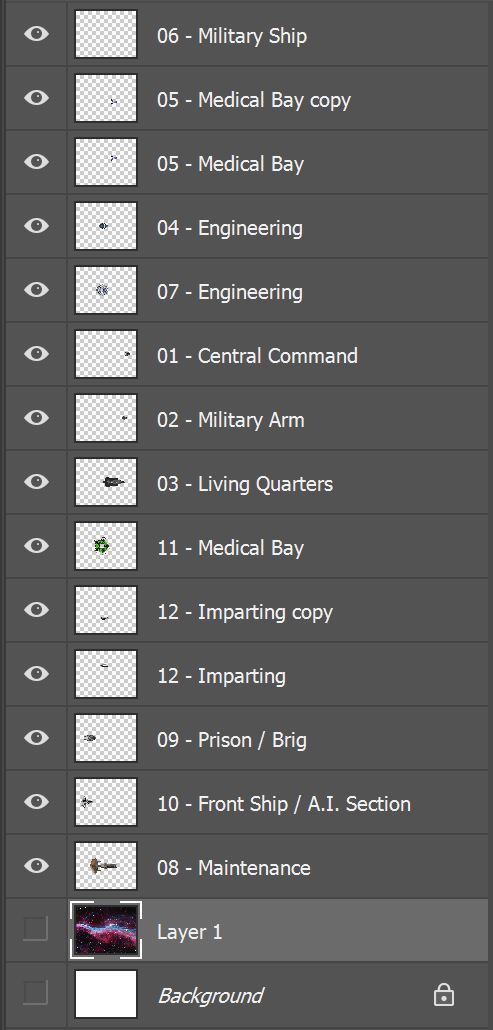 06 - Military Ship
05 - Medical Bay copy
05 - Medical Bay
04 - Engineering
07 - Engineering
01 - Central Command
02 - Military Arm
03 - Living Quarters
11 - Medical Bay
12 - Imparting copy
12 - Imparting
09 - Prison / Brig
10 - Front Ship / A.I. Section
08 - Maintenance
Layer 1
Background